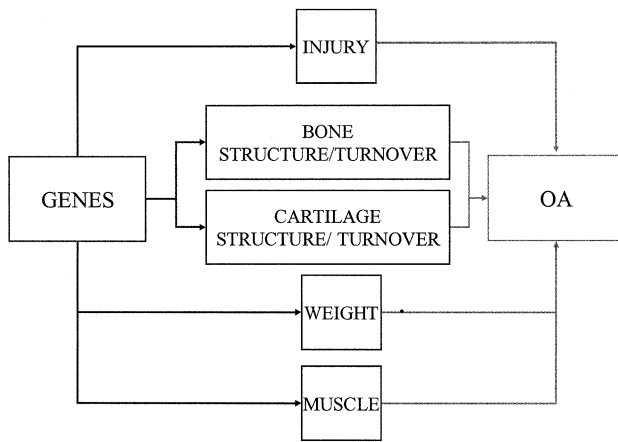 INJURY
BONE
STRUCTURE/TURNOVER
GENES
OA
CARTILAGE
STRUCTURE/ TURNOVER
WEIGHT
MUSCLE